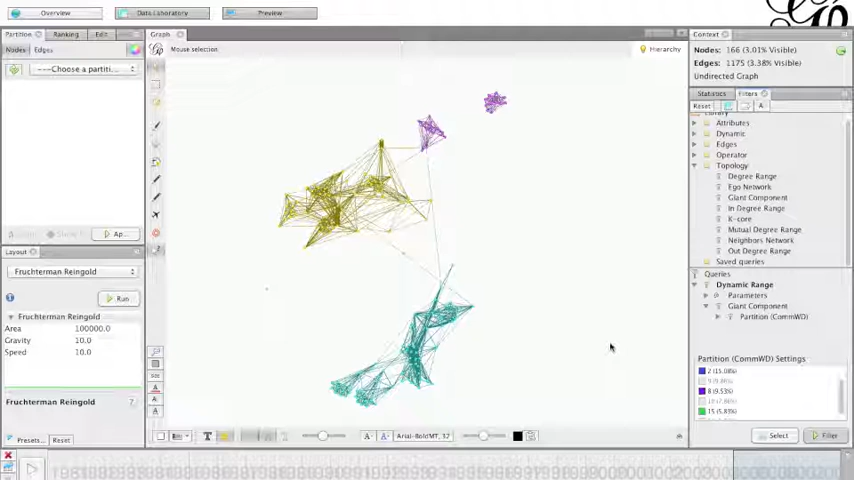 Overview
Data Laboratory
Preview
Partition
Ranking
Edit
Nodes
Edges
---Choose a partiti...
Layout
Fruchterman Reingold
Run
Fruchterman Reingold
Area 100000.0
Gravity 10.0
Speed 10.0
Fruchterman Reingold
Presets...
Reset
Graph
Mouse selection
Hierarchy
Arial-BoldMT, 32
Context
Nodes: 166 (3.01% Visible)
Edges: 1175 (3.38% Visible)
Undirected Graph
Statistics
Filters
Reset
Library
Attributes
Dynamic
Edges
Operator
Topology
Degree Range
Ego Network
Giant Component
In Degree Range
K-core
Mutual Degree Range
Neighbors Network
Out Degree Range
Saved queries
Queries
Dynamic Range
Parameters
Giant Component
Partition (CommWD)
Partition (CommWD) Settings
2 (15.08%)
8 (9.53%)
15 (5.83%)
Select
Filter